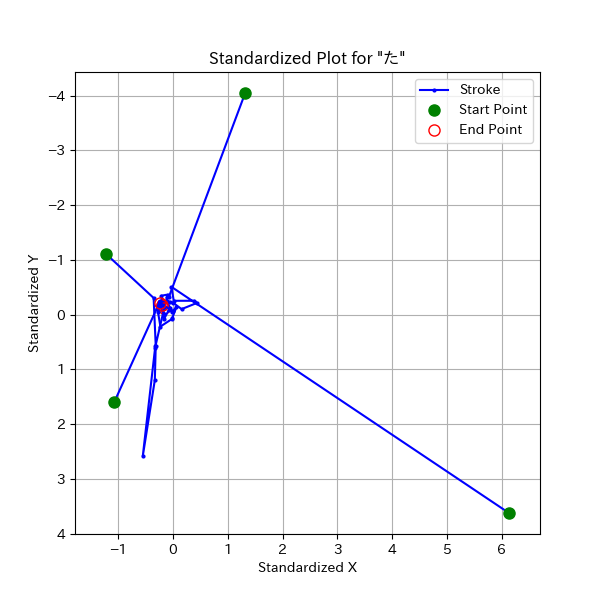 Standardized Plot for "た"
Stroke
Start Point
End Point
Standardized Y
−4
−3
−2
−1
0
1
2
3
4
−1 0 1 2 3 4 5 6
Standardized X